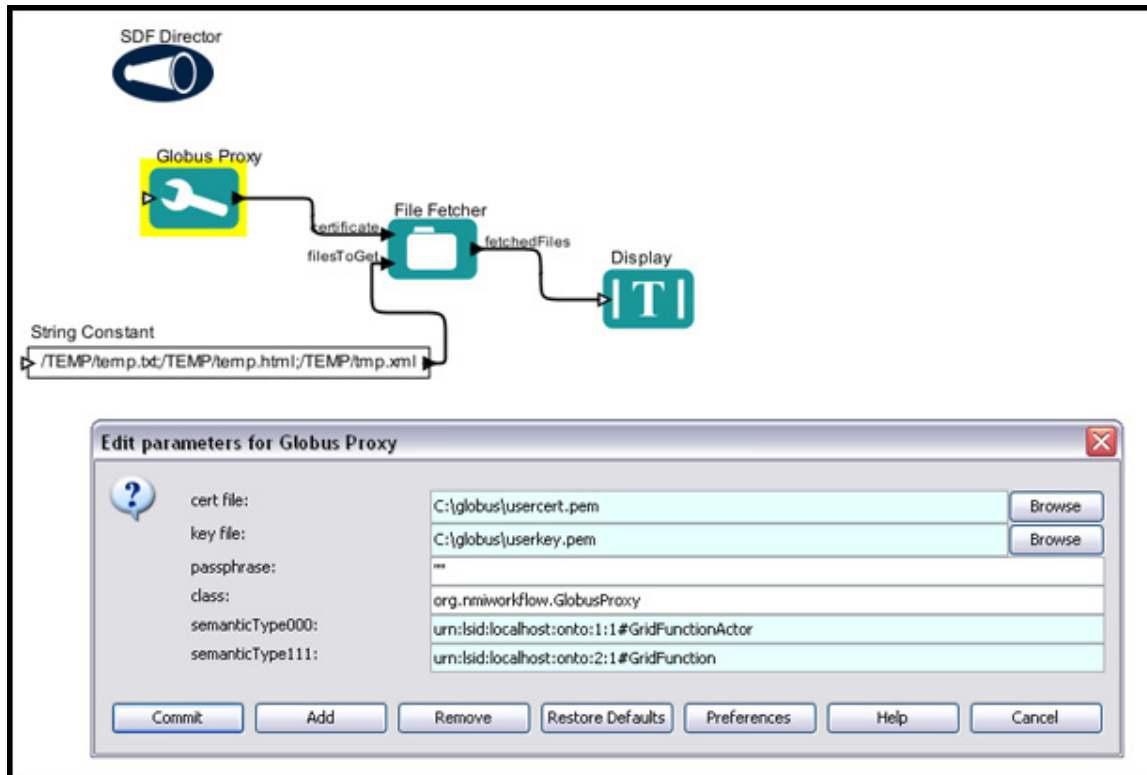 SDF Director
Globus Proxy
File Fetcher
certificate
fetchedFiles
filesToGet
Display
T
String Constant
/TEMP/temp.txt;/TEMP/temp.html;/TEMP/tmp.xml
Edit parameters for Globus Proxy
?
cert file: C:\globus\usercert.pem Browse
key file: C:\globus\userkey.pem Browse
passphrase: ""
class: org.nmiworkflow.GlobusProxy
semanticType000: urn:lsid:localhost:onto:1:1#GridFunctionActor
semanticType111: urn:lsid:localhost:onto:2:1#GridFunction
Commit Add Remove Restore Defaults Preferences Help Cancel